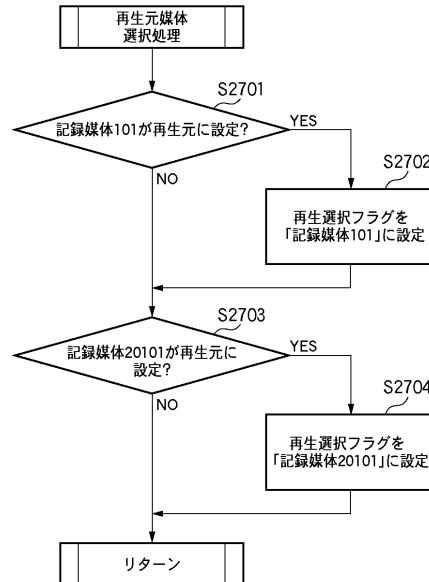 再生元媒体
選択処理
S2701
記録媒体101が再生元に設定?
YES
NO
S2702
再生選択フラグを
「記録媒体101」に設定
S2703
記録媒体20101が再生元に
設定?
YES
NO
S2704
再生選択フラグを
「記録媒体20101」に設定
リターン